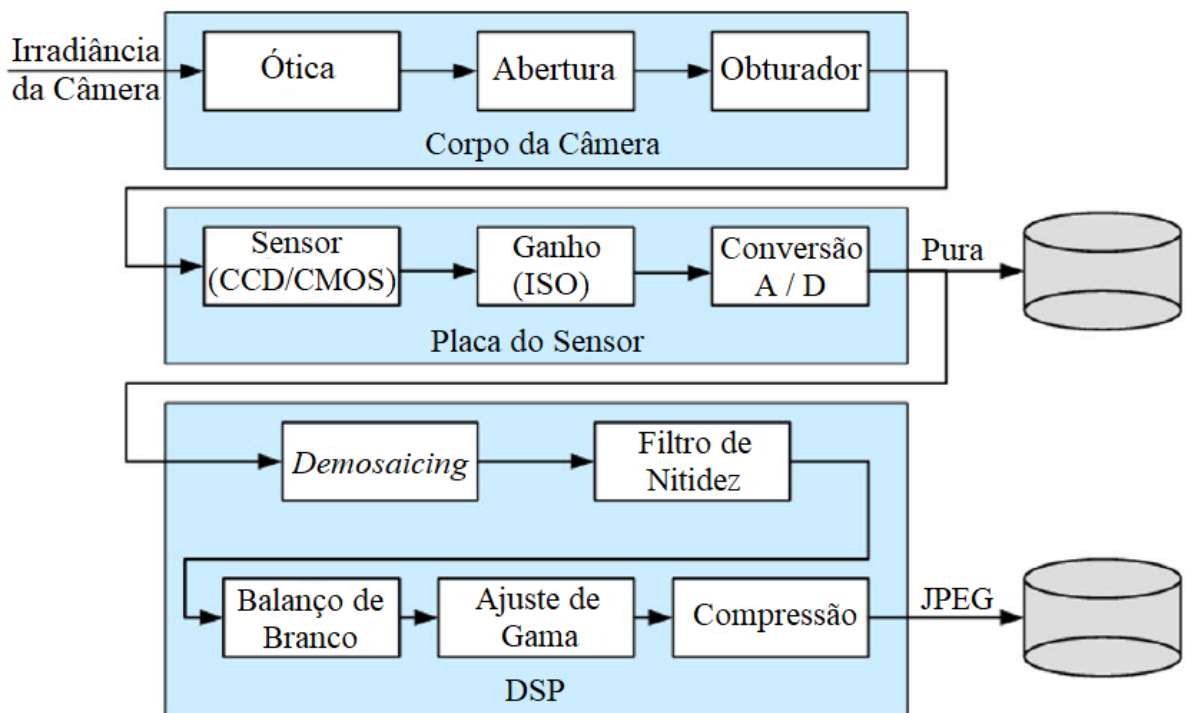 Irradiância
da Câmera
Ótica
Abertura
Obturador
Corpo da Câmera
Sensor
(CCD/CMOS)
Ganho
(ISO)
Conversão
A / D
Pura
Placa do Sensor
Demosaicing
Filtro de
Nitidez
Balanço de
Branco
Ajuste de
Gama
Compressão
JPEG
DSP